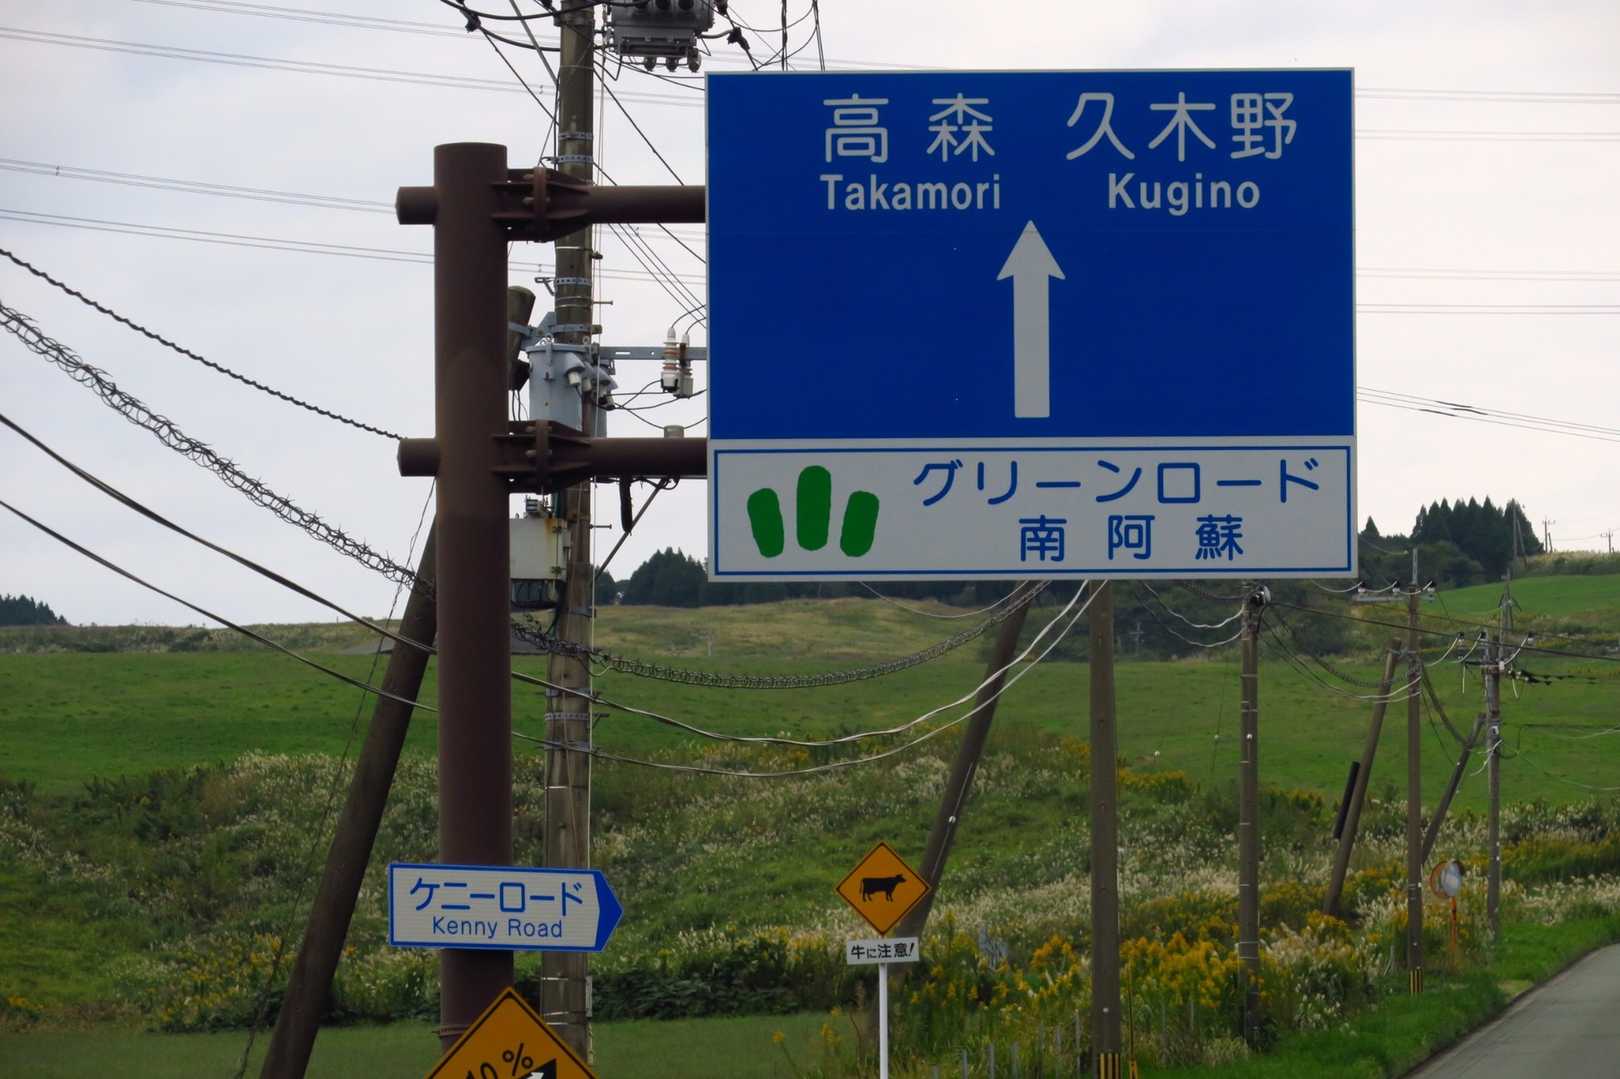 高森 久木野
Takamori Kugino
グリーンロード
南阿蘇
ケニーロード
Kenny Road
牛に注意!
10%